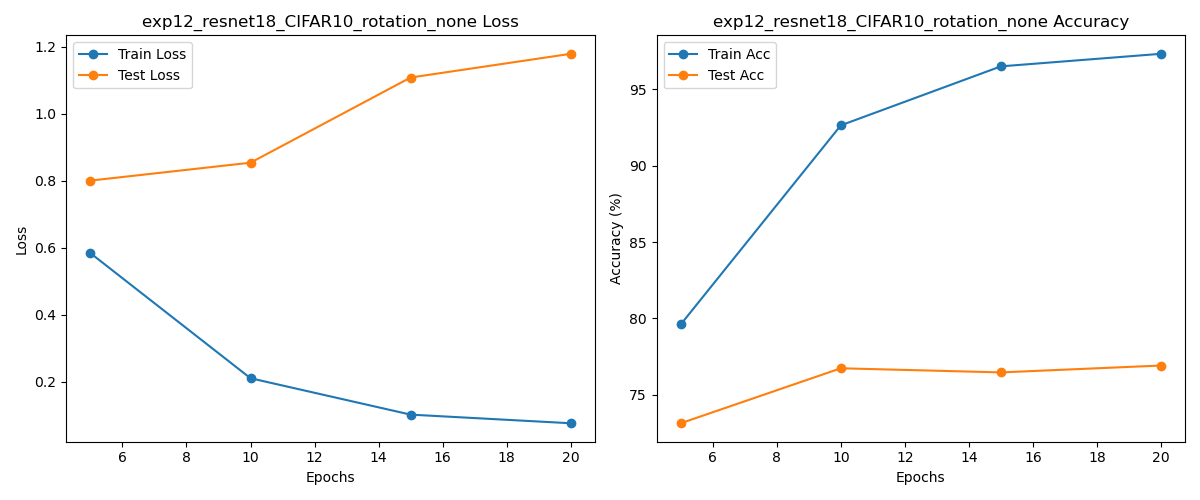 exp12_resnet18_CIFAR10_rotation_none Loss
Train Loss
Test Loss
1.2
1.0
0.8
0.6
0.4
0.2
Loss
6 8 10 12 14 16 18 20
Epochs
exp12_resnet18_CIFAR10_rotation_none Accuracy
Train Acc
Test Acc
95
90
85
80
75
Accuracy (%)
6 8 10 12 14 16 18 20
Epochs